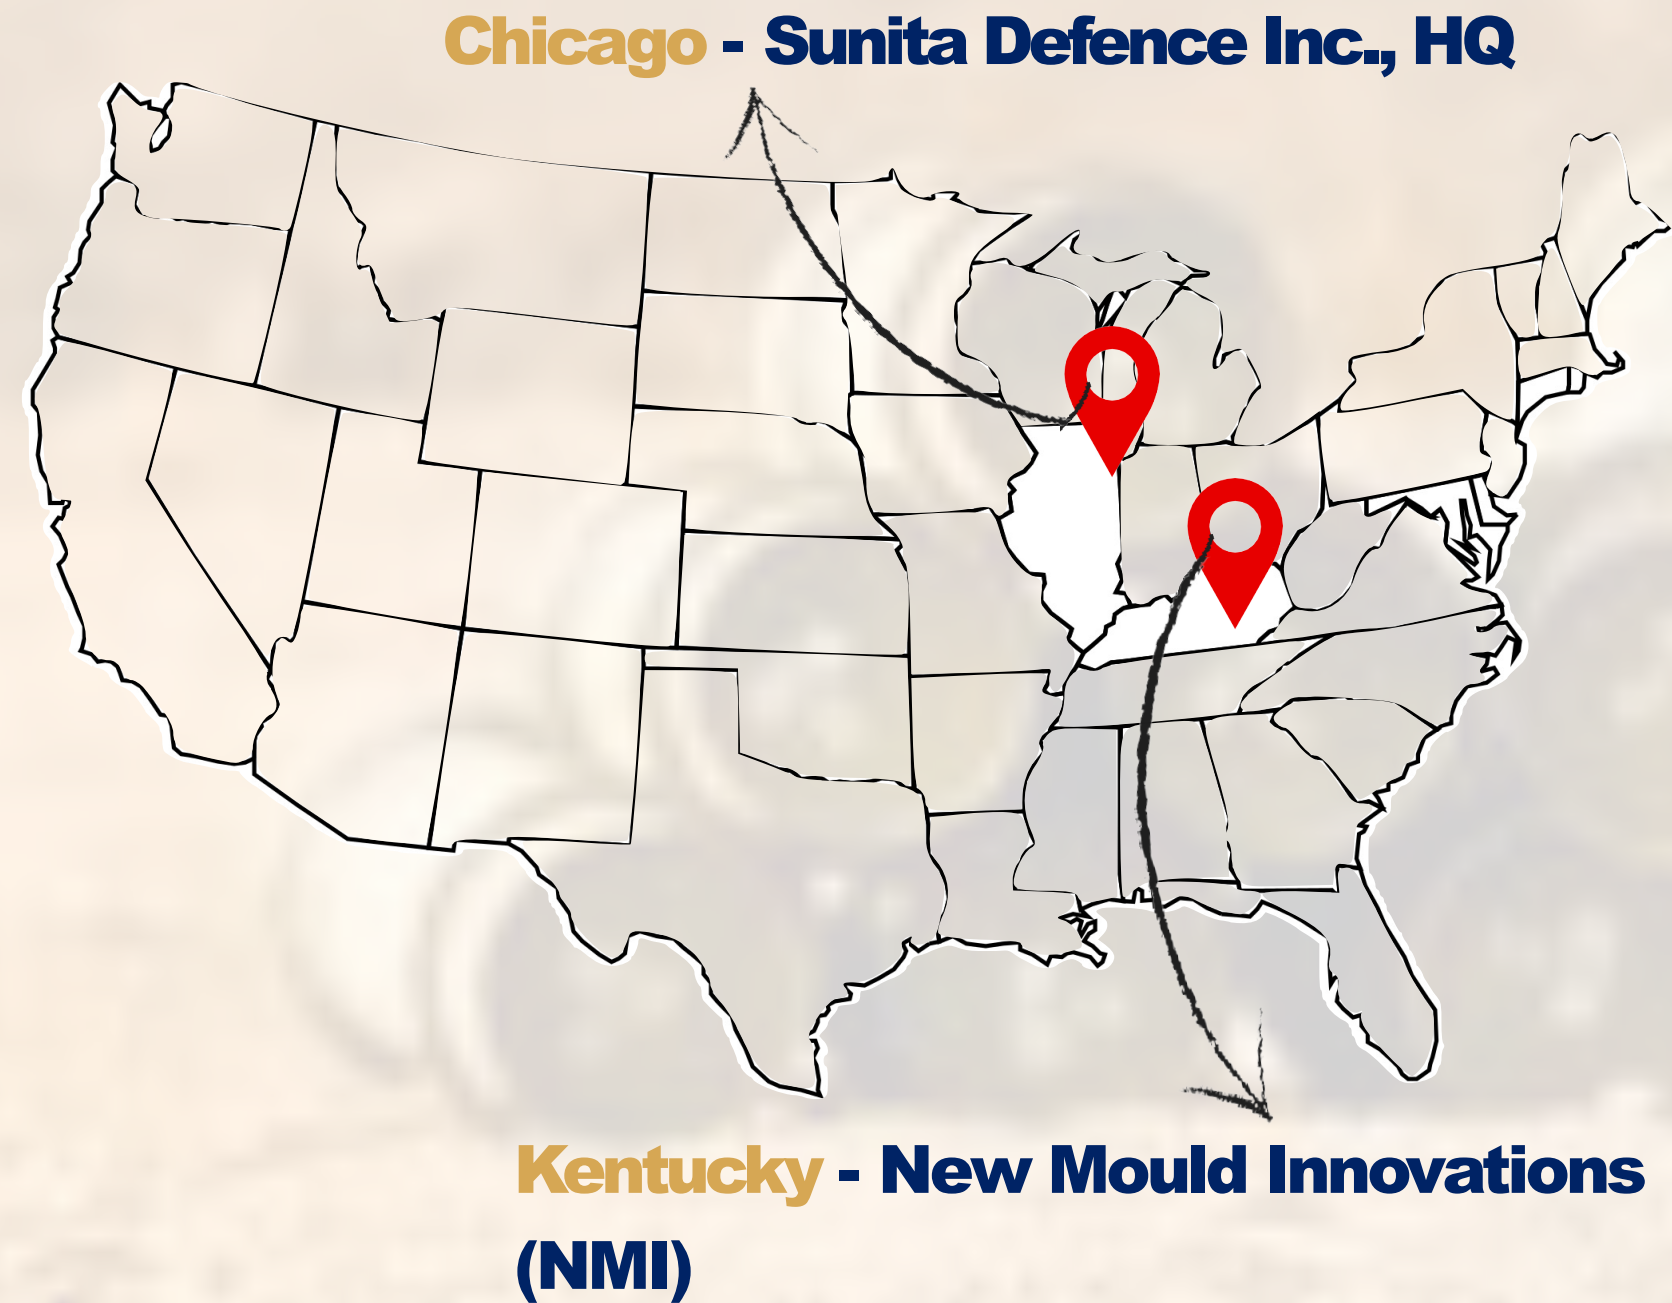 Chicago - Sunita Defence Inc., HQ
Kentucky - New Mould Innovations
(NMI)